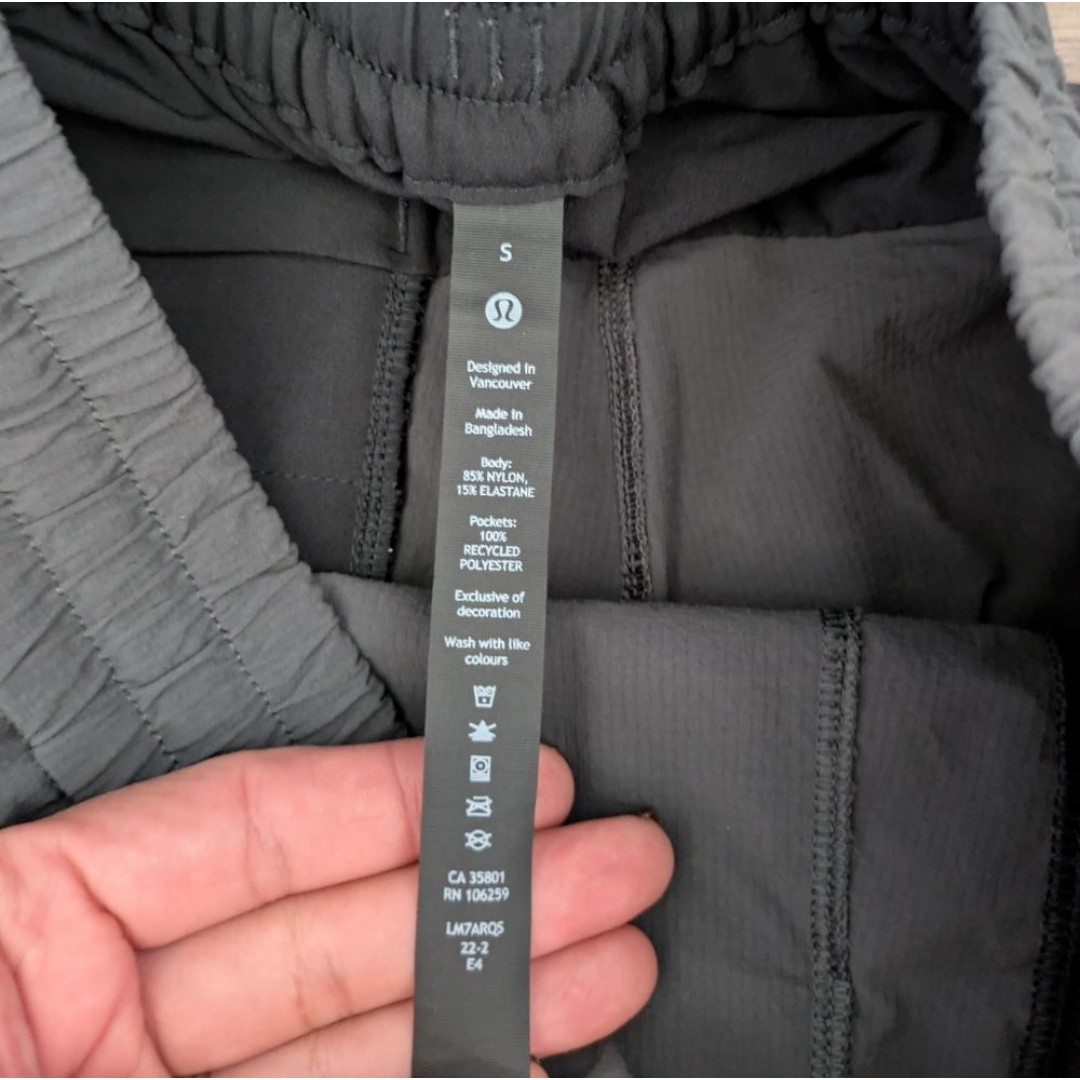 S
Designed in
Vancouver
Made in
Bangladesh
Body:
85% NYLON,
15% ELASTANE
Pockets:
100%
RECYCLED
POLYESTER
Exclusive of
decoration
Wash with like
colours
CA 35801
RN 106259
LM7ARQS
22-2
E4